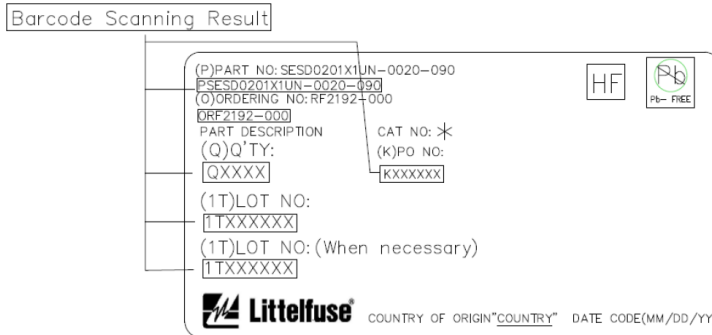 Barcode Scanning Result
(P)PART NO: SESD0201X1UN-0020-090
PSESD0201X1UN-0020-090
(O)ORDERING NO: RF2192-000
ORF2192-000
PART DESCRIPTION CAT NO: *
(Q)Q'TY: (K)PO NO:
QXXXX KXXXXXX
(1T)LOT NO:
1TXXXXXX
(1T)LOT NO: (When necessary)
1TXXXXXX
HF
Pb
Pb- FREE
Littelfuse®
COUNTRY OF ORIGIN"COUNTRY" DATE CODE(MM/DD/YY